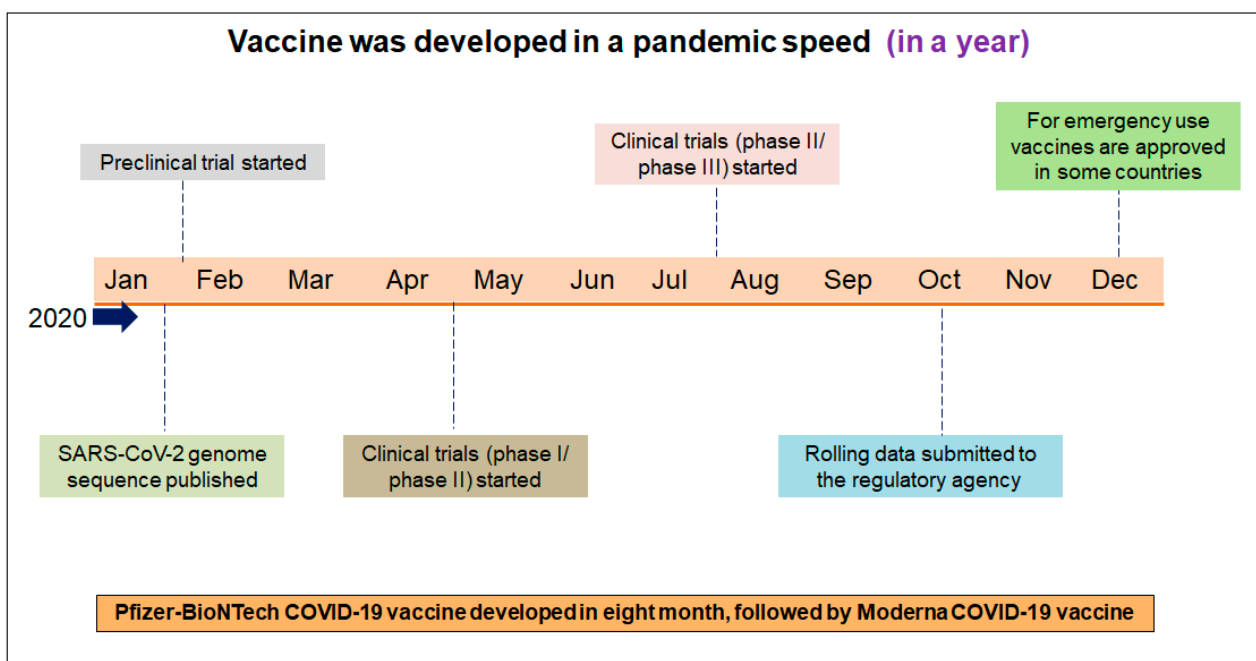 Vaccine was developed in a pandemic speed (in a year)
Preclinical trial started
Clinical trials (phase II/
phase III) started
For emergency use
vaccines are approved
in some countries
Jan Feb Mar Apr May Jun Jul Aug Sep Oct Nov Dec
2020
SARS-CoV-2 genome
sequence published
Clinical trials (phase I/
phase II) started
Rolling data submitted to
the regulatory agency
Pfizer-BioNTech COVID-19 vaccine developed in eight month, followed by Moderna COVID-19 vaccine